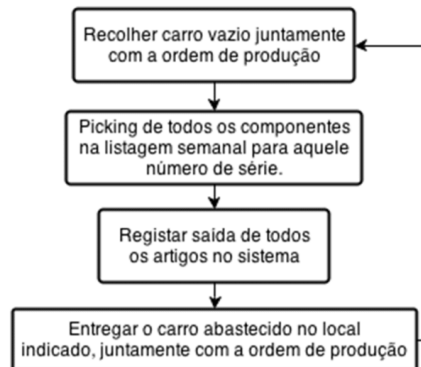 Recolher carro vazio juntamente
com a ordem de produção
Picking de todos os componentes
na listagem semanal para aquele
número de série.
Registar saída de todos
os artigos no sistema
Entregar o carro abastecido no local
indicado, juntamente com a ordem de produção